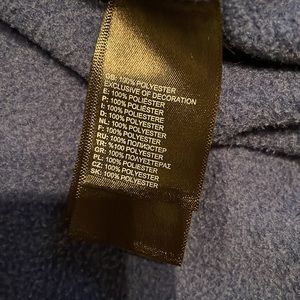 GB: 100% POLYESTER
EXCLUSIVE OF DECORATION
E: 100% POLIÉSTER
P: 100% POLIÉSTER
I: 100% POLIESTERE
D: 100% POLYESTER
NL: 100% POLYESTER
F: 100% POLYESTER
RU: 100% ПОЛИЭСТЕР
TR: %100 POLYESTER
GR: 100% ΠΟΛΥΕΣΤΕΡΑΣ
PL: 100% POLIESTER
CZ: 100% POLYESTER
SK: 100% POLYESTER